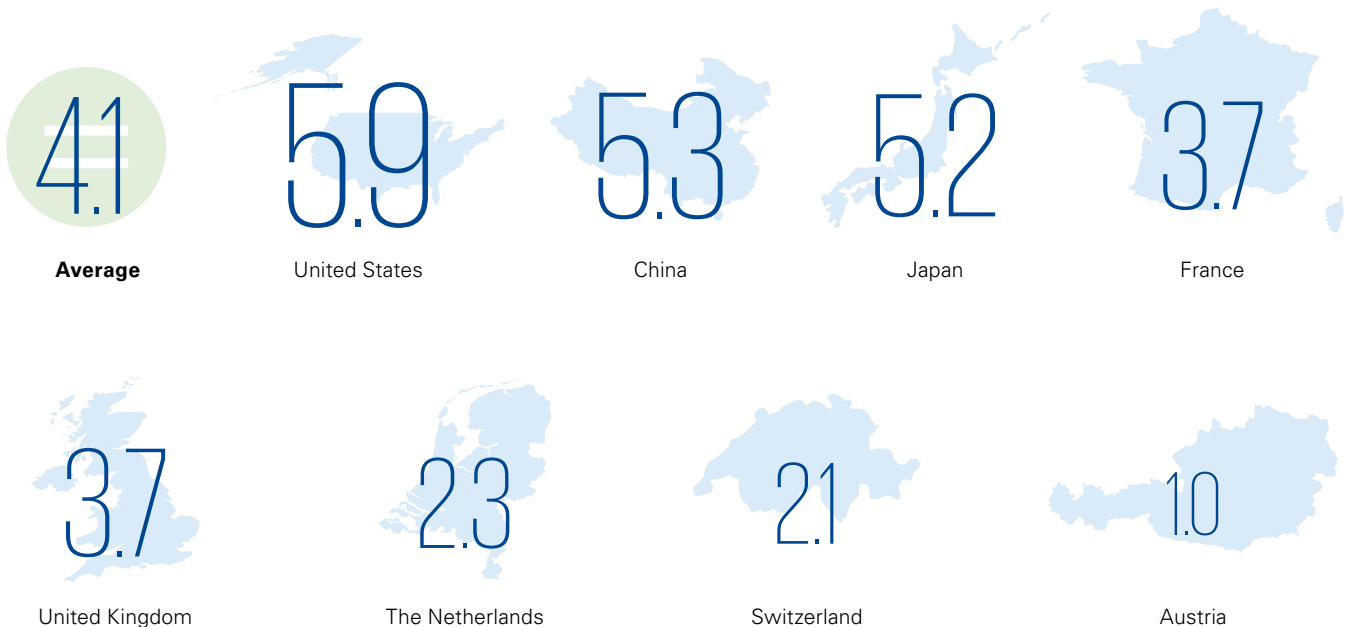 4.1
5.9
5.3
5.2
3.7
Average
United States
China
Japan
France
3.7
2.3
2.1
1.0
United Kingdom
The Netherlands
Switzerland
Austria